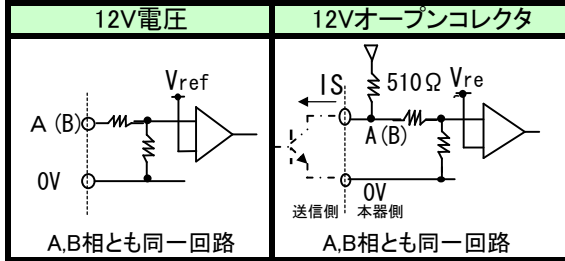 12V電圧
Vref
A (B)
0V
A,B相とも同一回路
12Vオープンコレクタ
IS
510Ω
Vre
A(B)
0V
送信側
本器側
A,B相とも同一回路